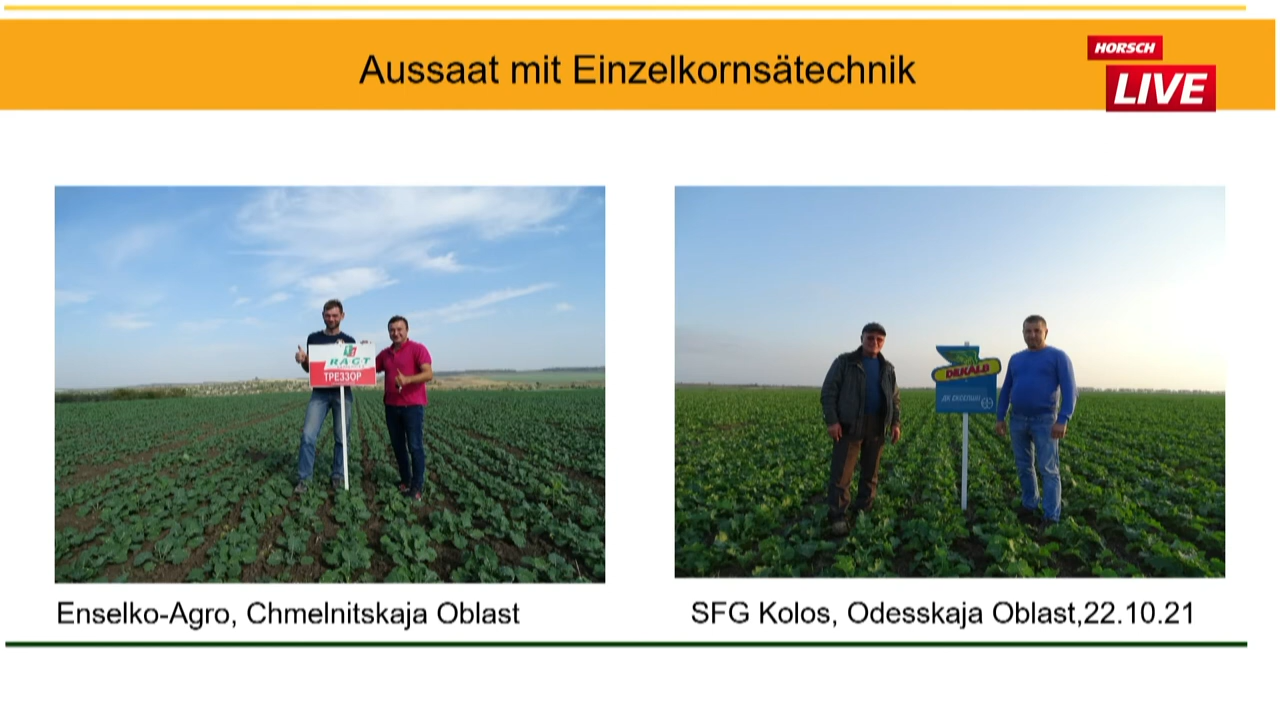 Aussaat mit Einzelkornsätechnik
HORSCH
LIVE
RAGT
ТРЕЗЗОР
DEKALB
Enselko-Agro, Chmelnitskaja Oblast
SFG Kolos, Odesskaja Oblast,22.10.21